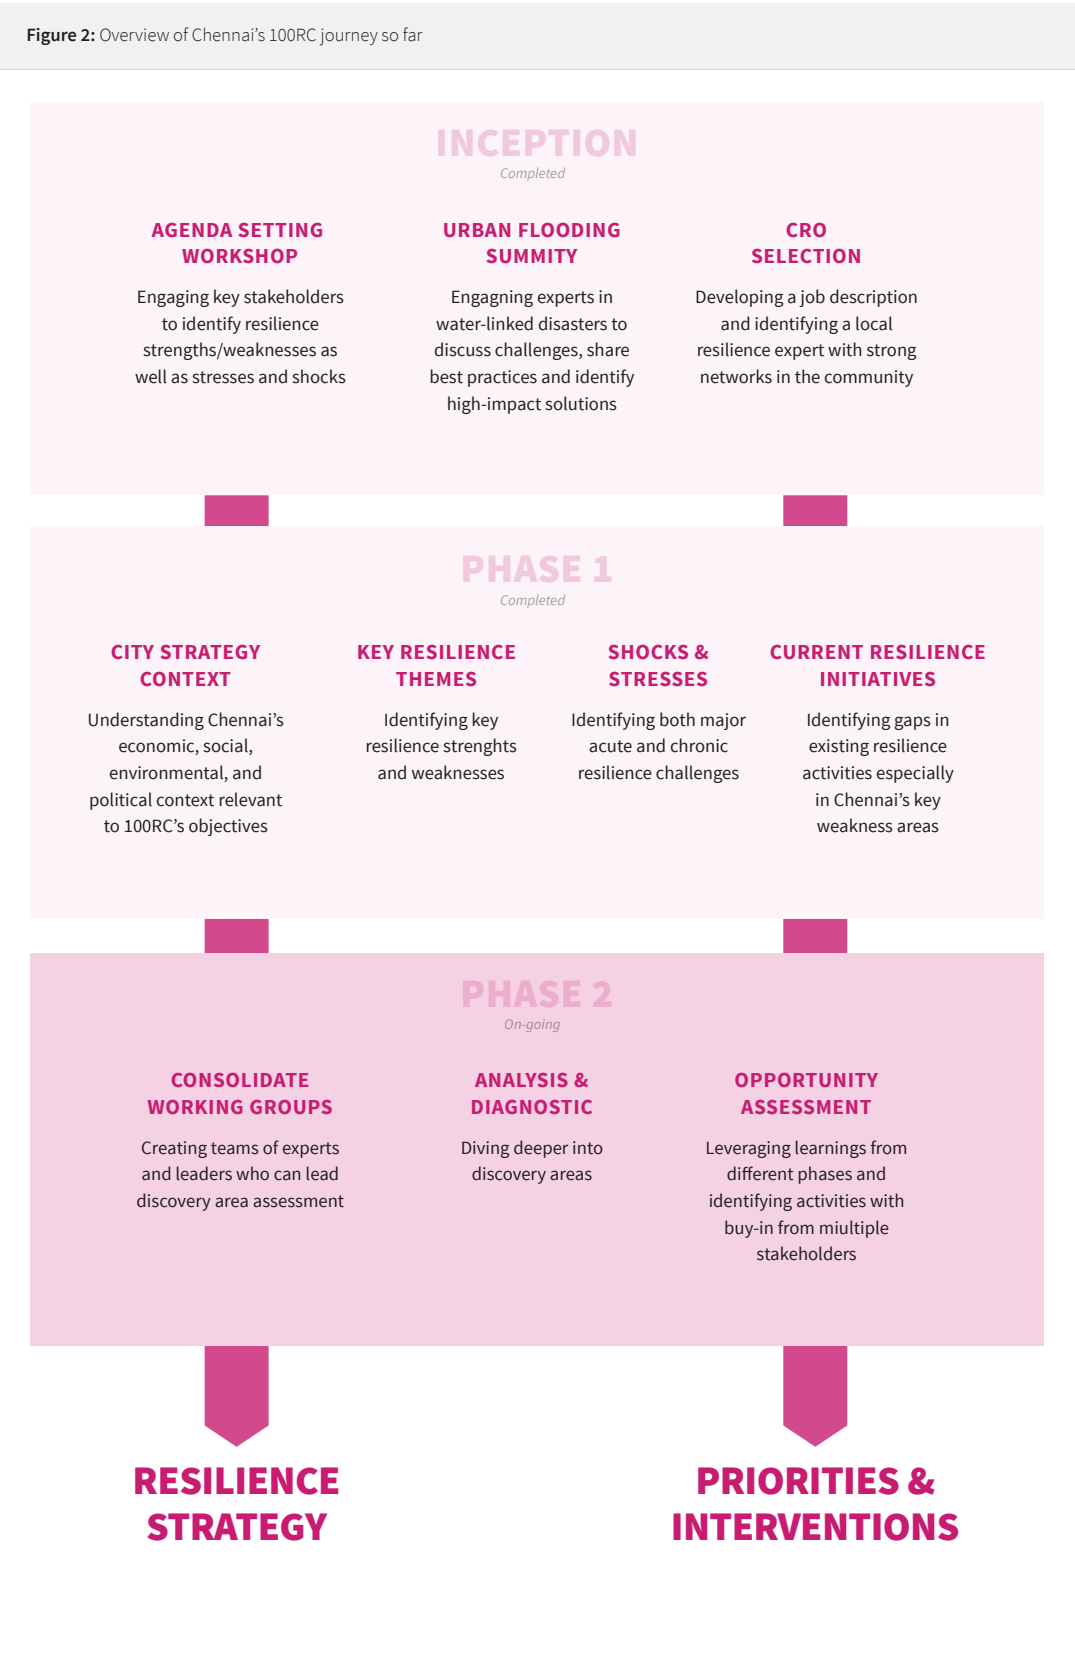 Figure 2: Overview of Chennai’s 100RC journey so far
INCEPTION
Completed
AGENDA SETTING
WORKSHOP
Engaging key stakeholders
to identify resilience
strengths/weaknesses as
well as stresses and shocks
URBAN FLOODING
SUMMITY
Engagning experts in
water-linked disasters to
discuss challenges, share
best practices and identify
high-impact solutions
CRO
SELECTION
Developing a job description
and identifying a local
resilience expert with strong
networks in the community
PHASE 1
Completed
CITY STRATEGY
CONTEXT
Understanding Chennai’s
economic, social,
environmental, and
political context relevant
to 100RC’s objectives
KEY RESILIENCE
THEMES
Identifying key
resilience strenghts
and weaknesses
SHOCKS &
STRESSES
Identifying both major
acute and chronic
resilience challenges
CURRENT RESILIENCE
INITIATIVES
Identifying gaps in
existing resilience
activities especially
in Chennai’s key
weakness areas
PHASE 2
On-going
CONSOLIDATE
WORKING GROUPS
Creating teams of experts
and leaders who can lead
discovery area assessment
ANALYSIS &
DIAGNOSTIC
Diving deeper into
discovery areas
OPPORTUNITY
ASSESSMENT
Leveraging learnings from
different phases and
identifying activities with
buy-in from miultiple
stakeholders
RESILIENCE
STRATEGY
PRIORITIES &
INTERVENTIONS